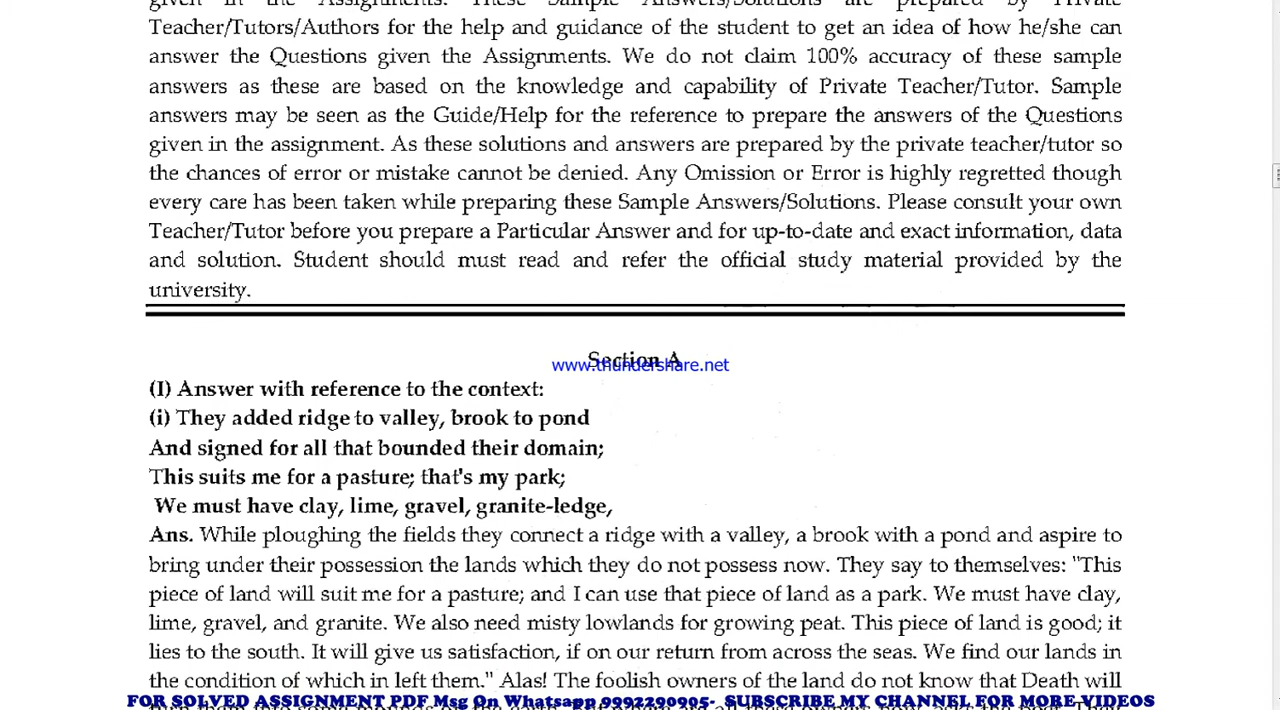 given in the Assignments. These Sample Answers/Solutions are prepared by Private
Teacher/Tutors/Authors for the help and guidance of the student to get an idea of how he/she can
answer the Questions given the Assignments. We do not claim 100% accuracy of these sample
answers as these are based on the knowledge and capability of Private Teacher/Tutor. Sample
answers may be seen as the Guide/Help for the reference to prepare the answers of the Questions
given in the assignment. As these solutions and answers are prepared by the private teacher/tutor so
the chances of error or mistake cannot be denied. Any Omission or Error is highly regretted though
every care has been taken while preparing these Sample Answers/Solutions. Please consult your own
Teacher/Tutor before you prepare a Particular Answer and for up-to-date and exact information, data
and solution. Student should must read and refer the official study material provided by the
university.
Section A
www.thundershare.net
(I) Answer with reference to the context:
(i) They added ridge to valley, brook to pond
And signed for all that bounded their domain;
This suits me for a pasture; that's my park;
We must have clay, lime, gravel, granite-ledge,
Ans. While ploughing the fields they connect a ridge with a valley, a brook with a pond and aspire to
bring under their possession the lands which they do not possess now. They say to themselves: "This
piece of land will suit me for a pasture; and I can use that piece of land as a park. We must have clay,
lime, gravel, and granite. We also need misty lowlands for growing peat. This piece of land is good; it
lies to the south. It will give us satisfaction, if on our return from across the seas. We find our lands in
the condition of which in left them." Alas! The foolish owners of the land do not know that Death will
FOR SOLVED ASSIGNMENT PDF Msg On Whatsapp 9992290905- SUBSCRIBE MY CHANNEL FOR MORE VIDEOS